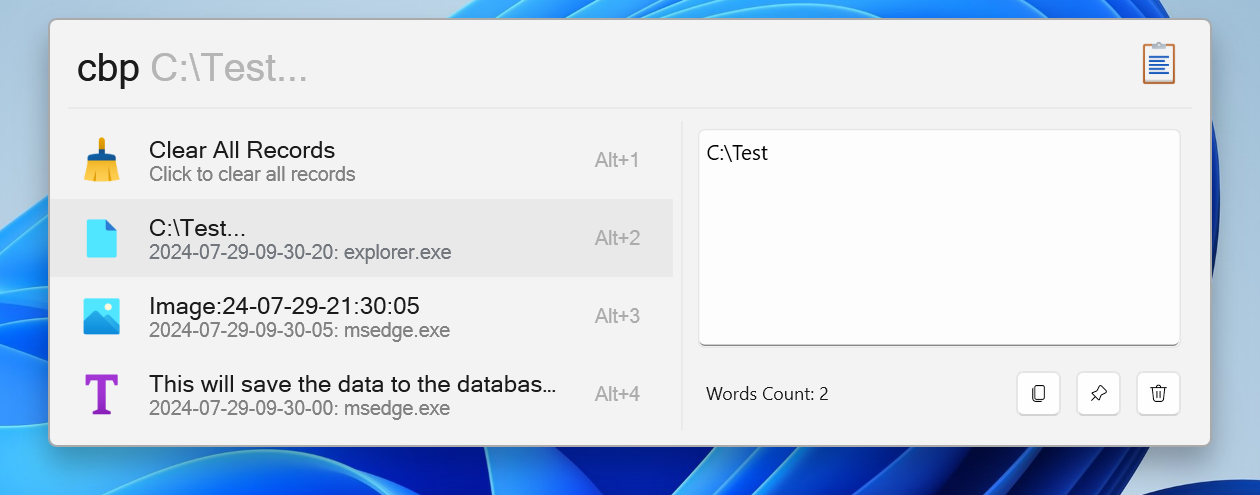 cbp C:\Test...
Clear All Records
Click to clear all records
Alt+1
C:\Test...
2024-07-29-09-30-20: explorer.exe
Alt+2
Image:24-07-29-21:30:05
2024-07-29-09-30-05: msedge.exe
Alt+3
T
This will save the data to the databas...
2024-07-29-09-30-00: msedge.exe
Alt+4
C:\Test
Words Count: 2